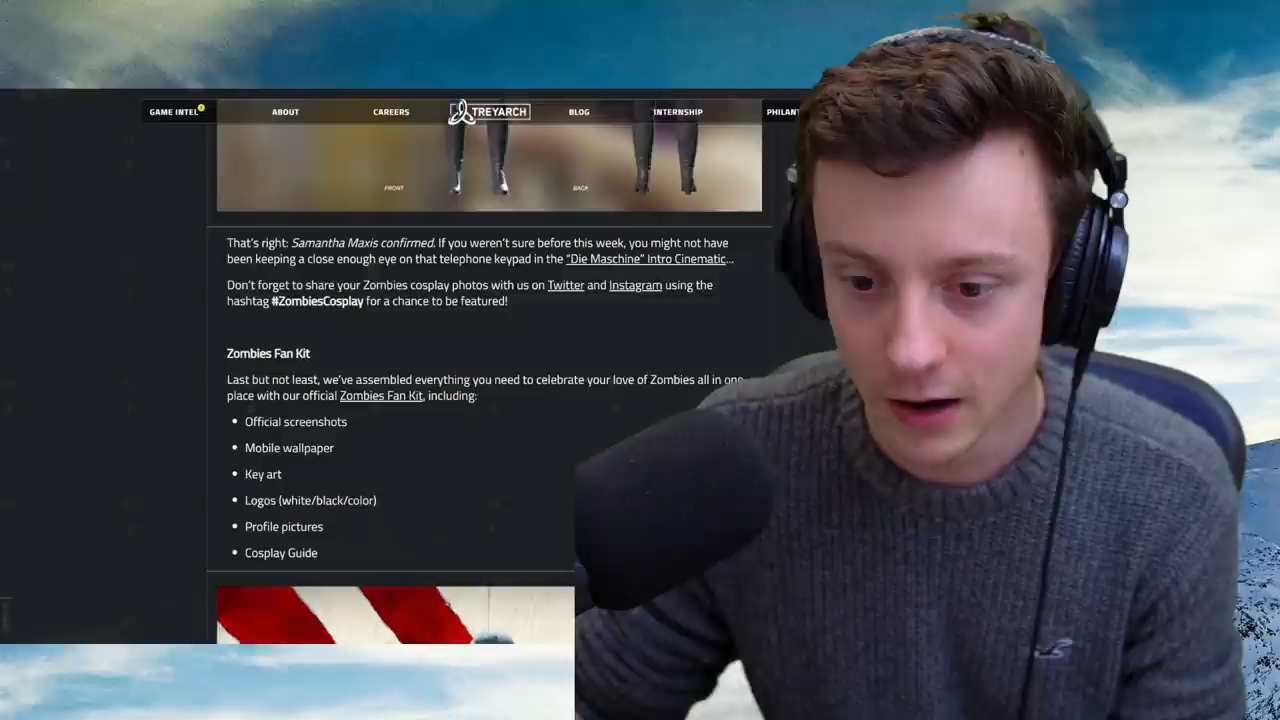 GAME INTEL ABOUT CAREERS TREYARCH BLOG INTERNSHIP PHILANT
FRONT BACK
That's right: Samantha Maxis confirmed. If you weren't sure before this week, you might not have
been keeping a close enough eye on that telephone keypad in the "Die Maschine" Intro Cinematic...
Don't forget to share your Zombies cosplay photos with us on Twitter and Instagram using the
hashtag #ZombiesCosplay for a chance to be featured!
Zombies Fan Kit
Last but not least, we've assembled everything you need to celebrate your love of Zombies all in one
place with our official Zombies Fan Kit, including:
• Official screenshots
• Mobile wallpaper
• Key art
• Logos (white/black/color)
• Profile pictures
• Cosplay Guide